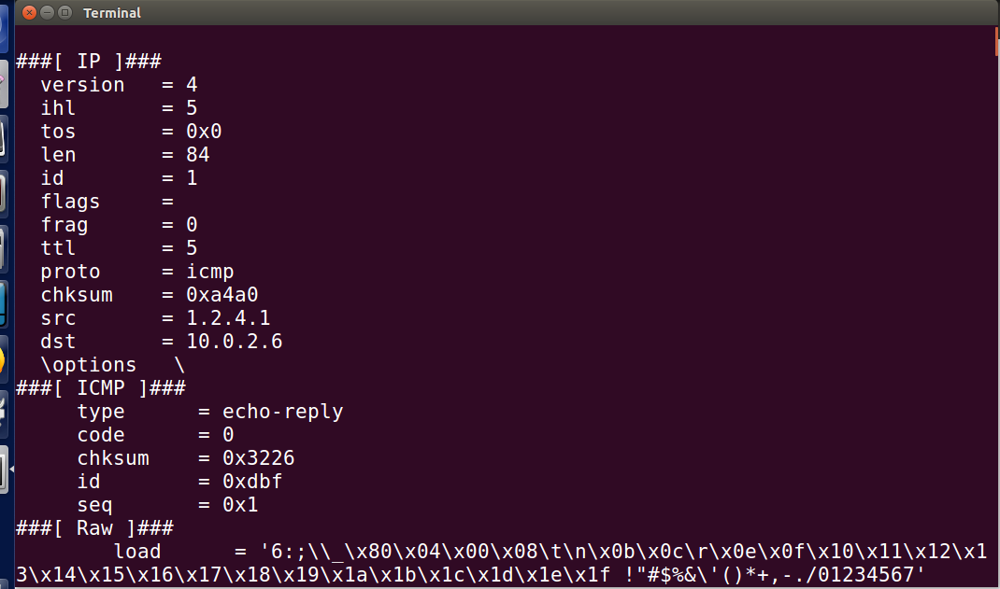 Terminal
###[ IP ]###
  version   = 4
  ihl       = 5
  tos       = 0x0
  len       = 84
  id        = 1
  flags     =
  frag      = 0
  ttl       = 5
  proto     = icmp
  chksum    = 0xa4a0
  src       = 1.2.4.1
  dst       = 10.0.2.6
  \options   \
###[ ICMP ]###
     type      = echo-reply
     code      = 0
     chksum    = 0x3226
     id        = 0xdbf
     seq       = 0x1
###[ Raw ]###
        load      = '6:;\\_\x80\x04\x00\x08\t\n\x0b\x0c\r\x0e\x0f\x10\x11\x12\x1
3\x14\x15\x16\x17\x18\x19\x1a\x1b\x1c\x1d\x1e\x1f !"#$%&\'()*+,-./01234567'